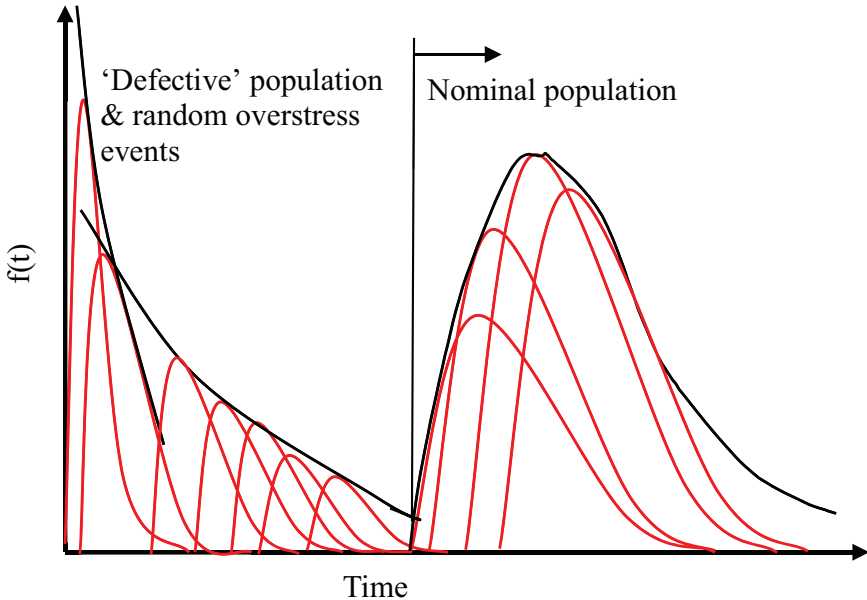 ‘Defective’ population
& random overstress
events
Nominal population
f(t)
Time